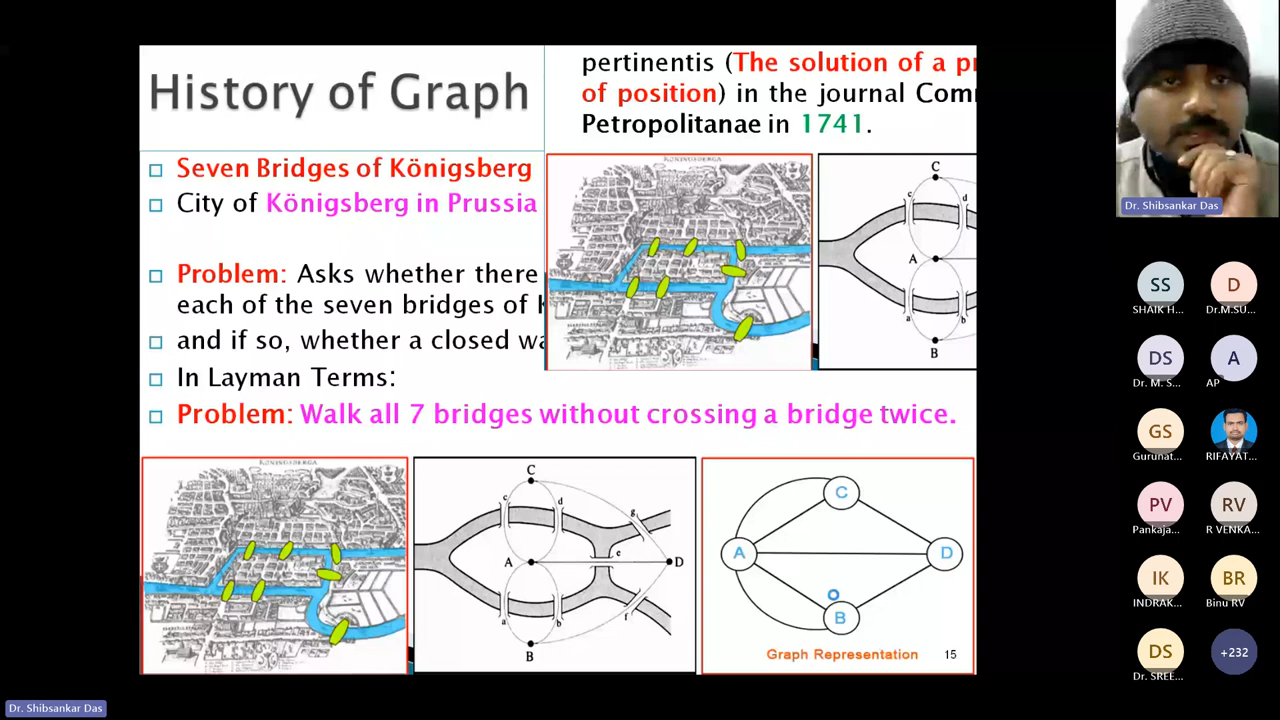 History of Graph
pertinentis (The solution of a
of position) in the journal
Petropolitanae in 1741.
Seven Bridges of Königsberg
City of Königsberg in Prussia
Problem: Asks whether there
each of the seven bridges of
and if so, whether a closed
In Layman Terms:
Problem: Walk all 7 bridges without crossing a bridge twice.
KONINGSBERGA
C
c
d
A
a
b
B
KONINGSBERGA
C
c
d
g
A
e
D
a
b
f
B
C
A
D
B
Graph Representation
15
Dr. Shibsankar Das
SS
SHAIK H...
D
Dr.M.SU...
DS
Dr. M. S...
A
AP
GS
Gurunat...
RIFAYAT...
PV
Pankaja...
RV
R VENKA...
IK
INDRAK...
BR
Binu RV
DS
Dr. SREE...
+232
Dr. Shibsankar Das